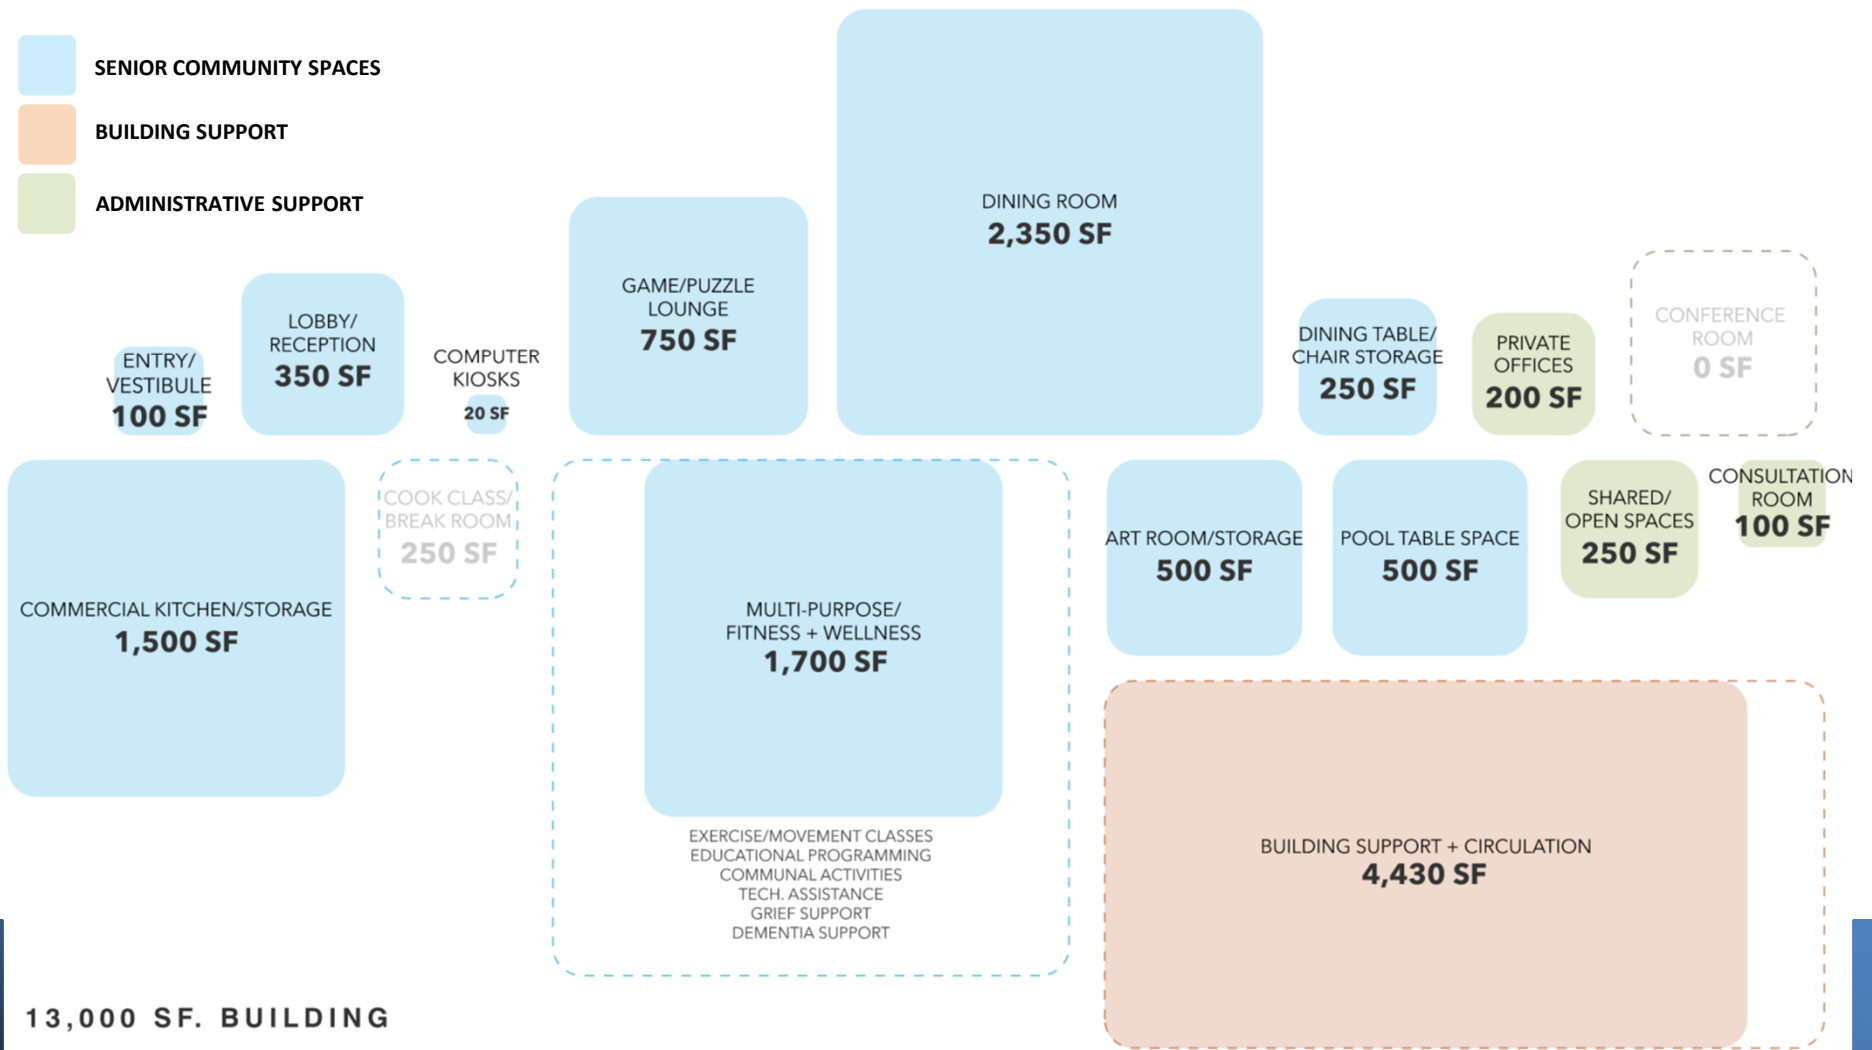 SENIOR COMMUNITY SPACES
BUILDING SUPPORT
ADMINISTRATIVE SUPPORT
ENTRY/
VESTIBULE
100 SF
LOBBY/
RECEPTION
350 SF
COMPUTER
KIOSKS
20 SF
GAME/PUZZLE
LOUNGE
750 SF
DINING ROOM
2,350 SF
DINING TABLE/
CHAIR STORAGE
250 SF
PRIVATE
OFFICES
200 SF
CONFERENCE
ROOM
0 SF
COMMERCIAL KITCHEN/STORAGE
1,500 SF
COOK CLASS/
BREAK ROOM
250 SF
MULTI-PURPOSE/
FITNESS + WELLNESS
1,700 SF
EXERCISE/MOVEMENT CLASSES
EDUCATIONAL PROGRAMMING
COMMUNAL ACTIVITIES
TECH. ASSISTANCE
GRIEF SUPPORT
DEMENTIA SUPPORT
ART ROOM/STORAGE
500 SF
POOL TABLE SPACE
500 SF
SHARED/
OPEN SPACES
250 SF
CONSULTATION
ROOM
100 SF
BUILDING SUPPORT + CIRCULATION
4,430 SF
13,000 SF. BUILDING